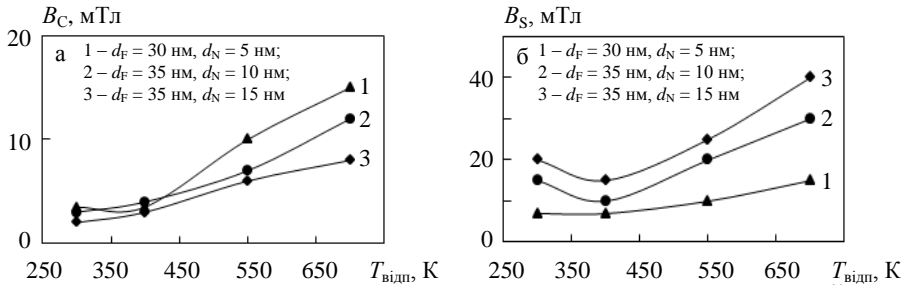 B_C, мТл
20
10
0
а
1 – d_F = 30 нм, d_N = 5 нм;
2 – d_F = 35 нм, d_N = 10 нм;
3 – d_F = 35 нм, d_N = 15 нм
1
2
3
250 350 450 550 650 T_відп, К
B_S, мТл
40
20
0
б
1 – d_F = 30 нм, d_N = 5 нм;
2 – d_F = 35 нм, d_N = 10 нм;
3 – d_F = 35 нм, d_N = 15 нм
3
2
1
250 350 450 550 650 T_відп, К